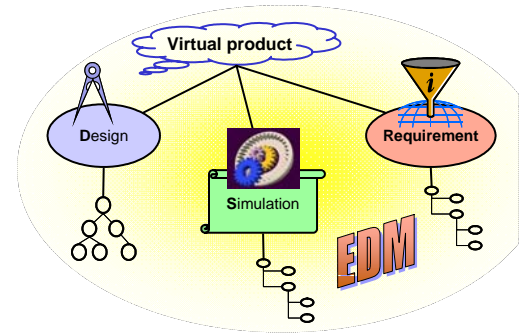 Virtual product
i
Design
Requirement
Simulation
EDM